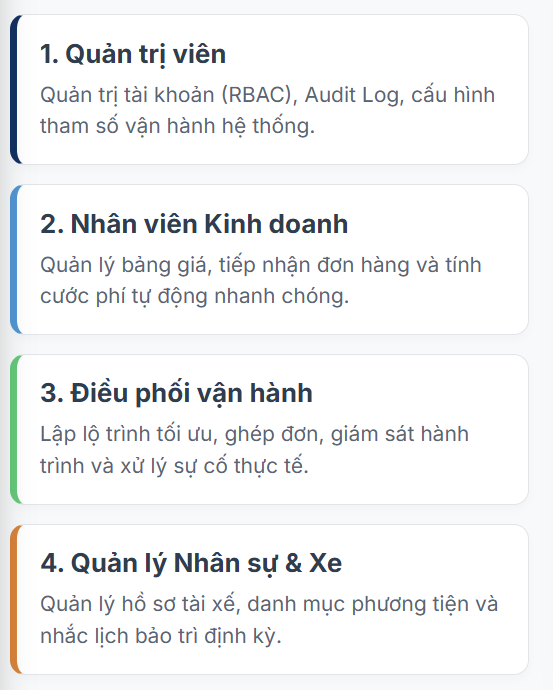 1. Quản trị viên
Quản trị tài khoản (RBAC), Audit Log, cấu hình
tham số vận hành hệ thống.
2. Nhân viên Kinh doanh
Quản lý bảng giá, tiếp nhận đơn hàng và tính
cước phí tự động nhanh chóng.
3. Điều phối vận hành
Lập lộ trình tối ưu, ghép đơn, giám sát hành
trình và xử lý sự cố thực tế.
4. Quản lý Nhân sự & Xe
Quản lý hồ sơ tài xế, danh mục phương tiện và
nhắc lịch bảo trì định kỳ.